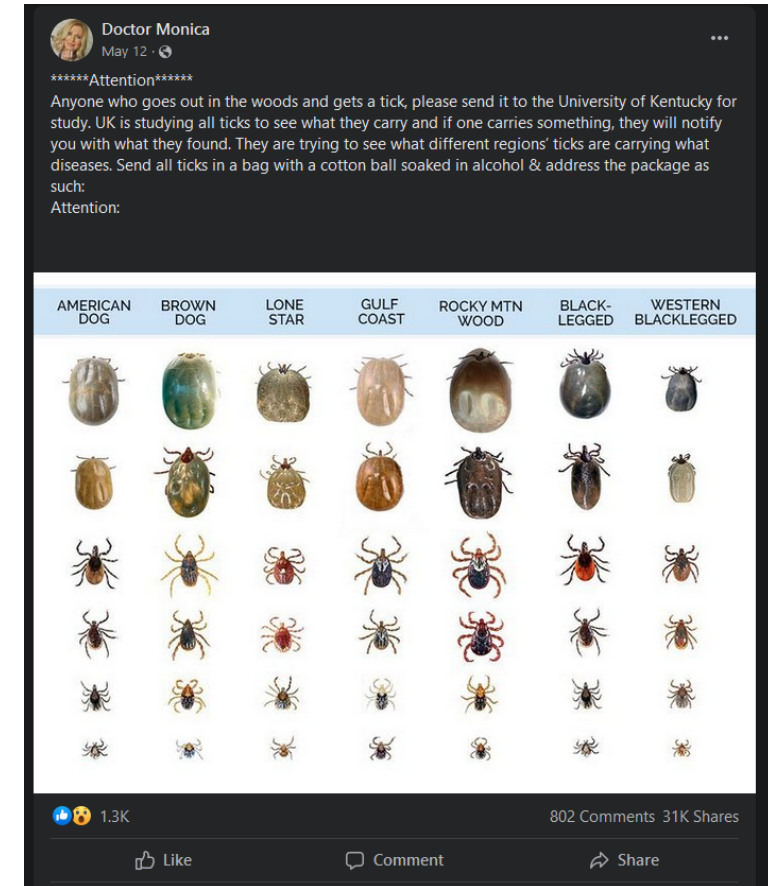 Doctor Monica
May 12 ·
******Attention******
Anyone who goes out in the woods and gets a tick, please send it to the University of Kentucky for
study. UK is studying all ticks to see what they carry and if one carries something, they will notify
you with what they found. They are trying to see what different regions' ticks are carrying what
diseases. Send all ticks in a bag with a cotton ball soaked in alcohol & address the package as
such:
Attention:
AMERICAN DOG
BROWN DOG
LONE STAR
GULF COAST
ROCKY MTN WOOD
BLACK-LEGGED
WESTERN BLACKLEGGED
1.3K
802 Comments 31K Shares
Like
Comment
Share